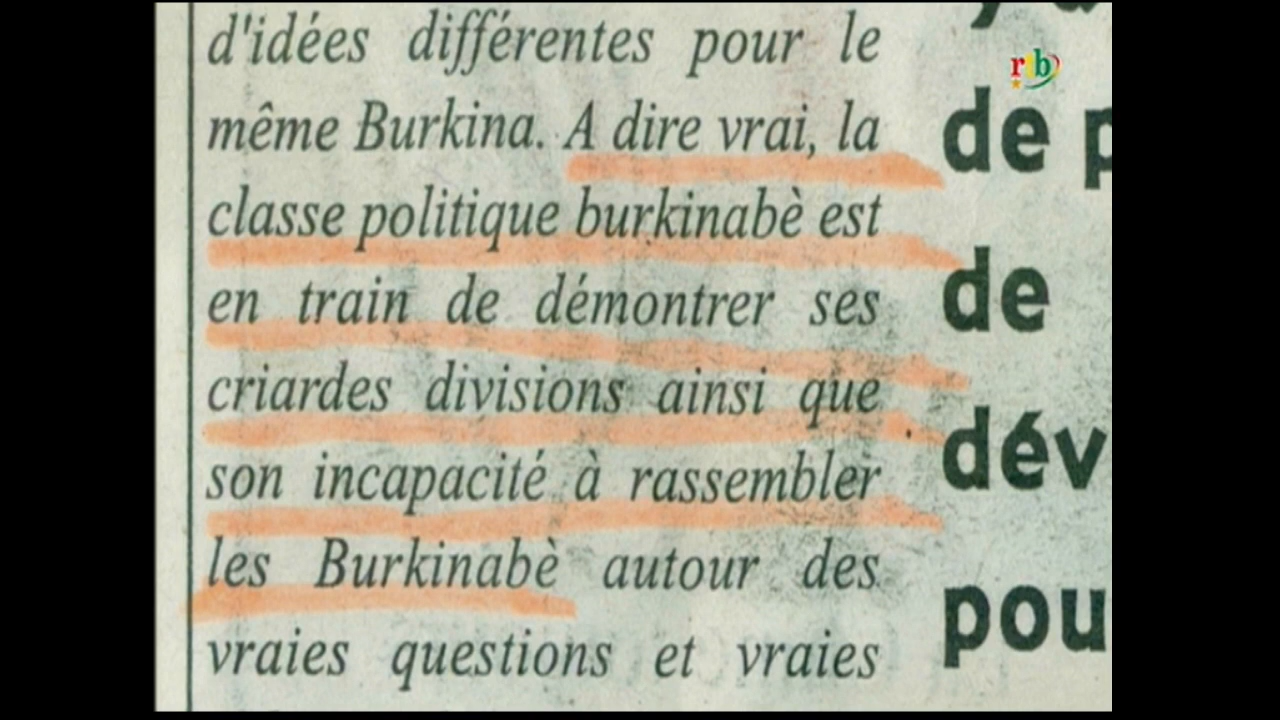 d'idées différentes pour le
même Burkina. A dire vrai, la
classe politique burkinabè est
en train de démontrer ses
criardes divisions ainsi que
son incapacité à rassembler
les Burkinabè autour des
vraies questions et vraies
de p
de
dév
pou
rtb